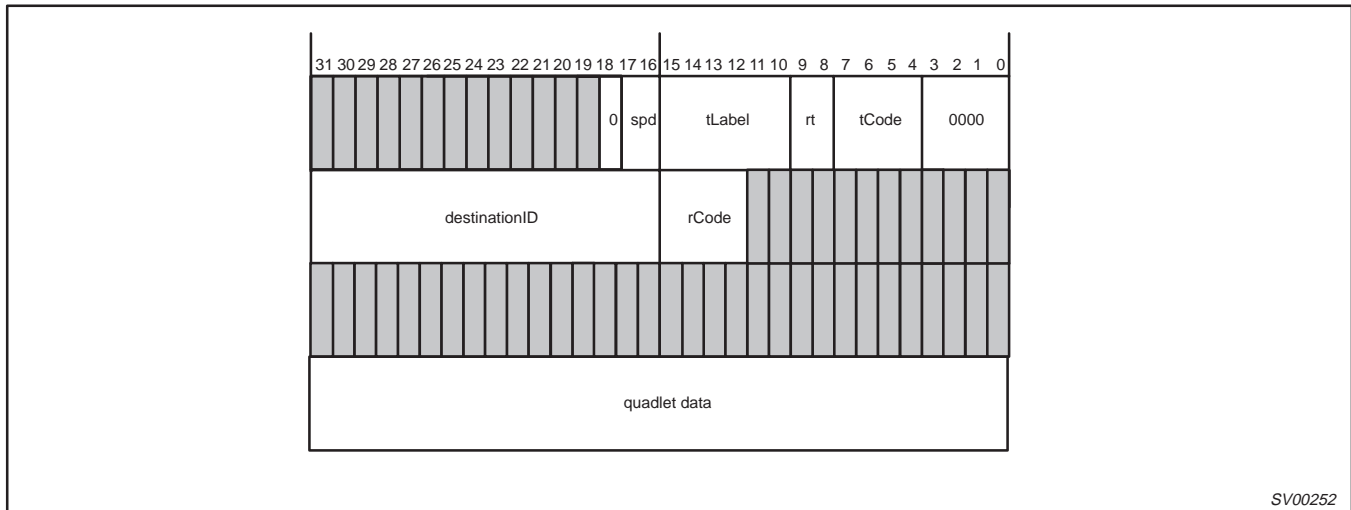 31 30 29 28 27 26 25 24 23 22 21 20 19 18 17 16 15 14 13 12 11 10 9 8 7 6 5 4 3 2 1 0
0 spd tLabel rt tCode 0000
destinationID rCode
quadlet data
SV00252